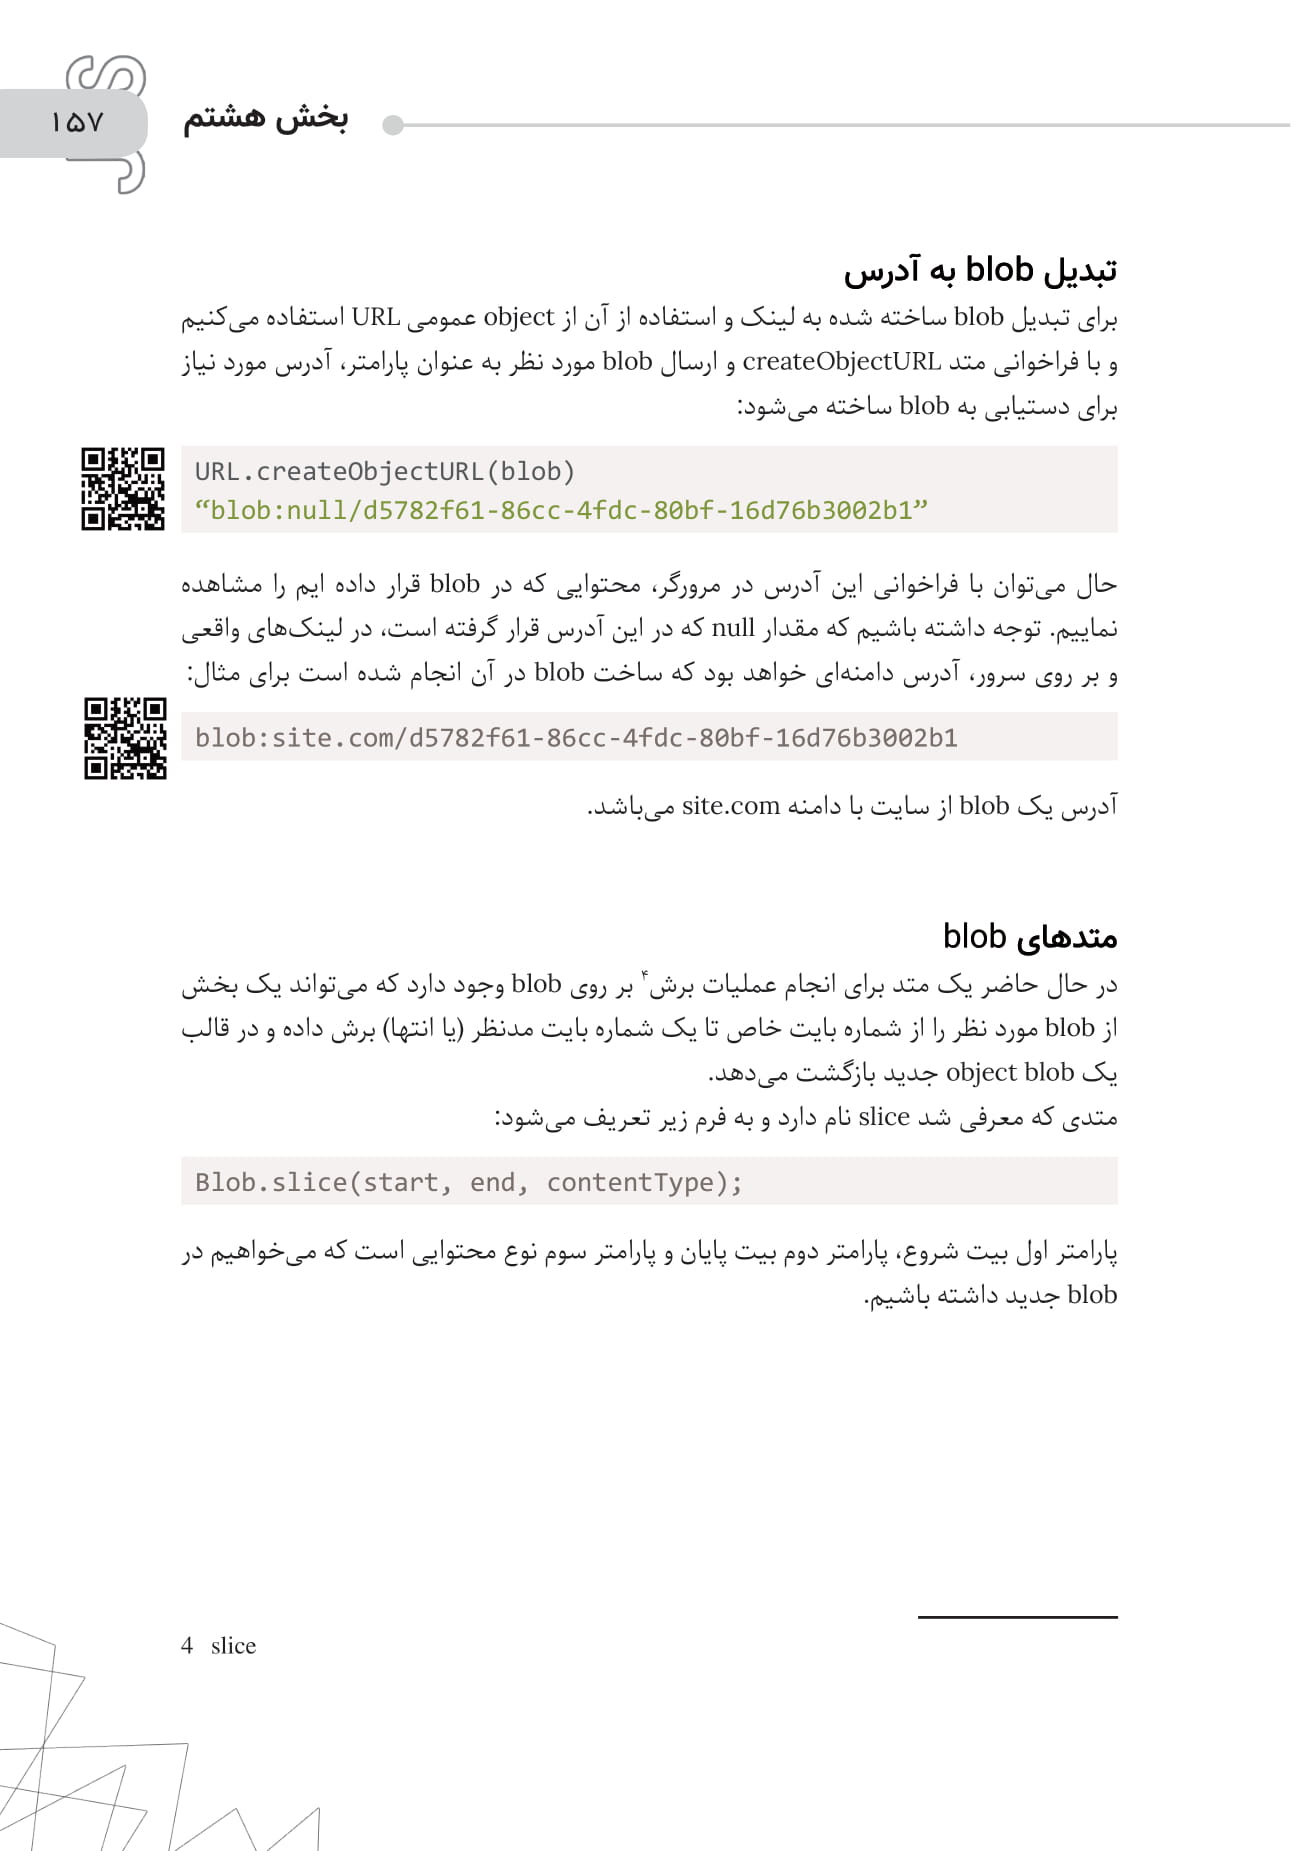 ۱۵۷
بخش هشتم
JS
تبدیل blob به آدرس
برای تبدیل blob ساخته شده به لینک و استفاده از آن از object عمومی URL استفاده می‌کنیم
و با فراخوانی متد createObjectURL و ارسال blob مورد نظر به عنوان پارامتر، آدرس مورد نیاز
برای دستیابی به blob ساخته می‌شود:
URL.createObjectURL(blob)
“blob:null/d5782f61-86cc-4fdc-80bf-16d76b3002b1”
حال می‌توان با فراخوانی این آدرس در مرورگر، محتوایی که در blob قرار داده ایم را مشاهده
نماییم. توجه داشته باشیم که مقدار null که در این آدرس قرار گرفته است، در لینک‌های واقعی
و بر روی سرور، آدرس دامنه‌ای خواهد بود که ساخت blob در آن انجام شده است برای مثال:
blob:site.com/d5782f61-86cc-4fdc-80bf-16d76b3002b1
آدرس یک blob از سایت با دامنه site.com می‌باشد.
متدهای blob
در حال حاضر یک متد برای انجام عملیات برش۴ بر روی blob وجود دارد که می‌تواند یک بخش
از blob مورد نظر را از شماره بایت خاص تا یک شماره بایت مدنظر (یا انتها) برش داده و در قالب
یک object blob جدید بازگشت می‌دهد.
متدی که معرفی شد slice نام دارد و به فرم زیر تعریف می‌شود:
Blob.slice(start, end, contentType);
پارامتر اول بیت شروع، پارامتر دوم بیت پایان و پارامتر سوم نوع محتوایی است که می‌خواهیم در
blob جدید داشته باشیم.
4 slice